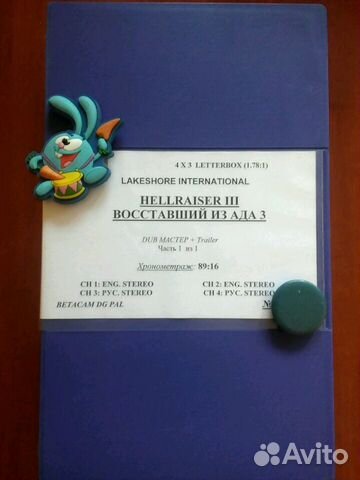 4 X 3 LETTERBOX (1.78:1)
LAKESHORE INTERNATIONAL
HELLRAISER III
ВОССТАВШИЙ ИЗ АДА 3
DUB МАСТЕР + Trailer
Часть 1 из 1
Хронометраж: 89:16
CH 1: ENG. STEREO CH 2: ENG. STEREO
CH 3: РУС. STEREO CH 4: РУС. STEREO
BETACAM DG PAL №
Avito